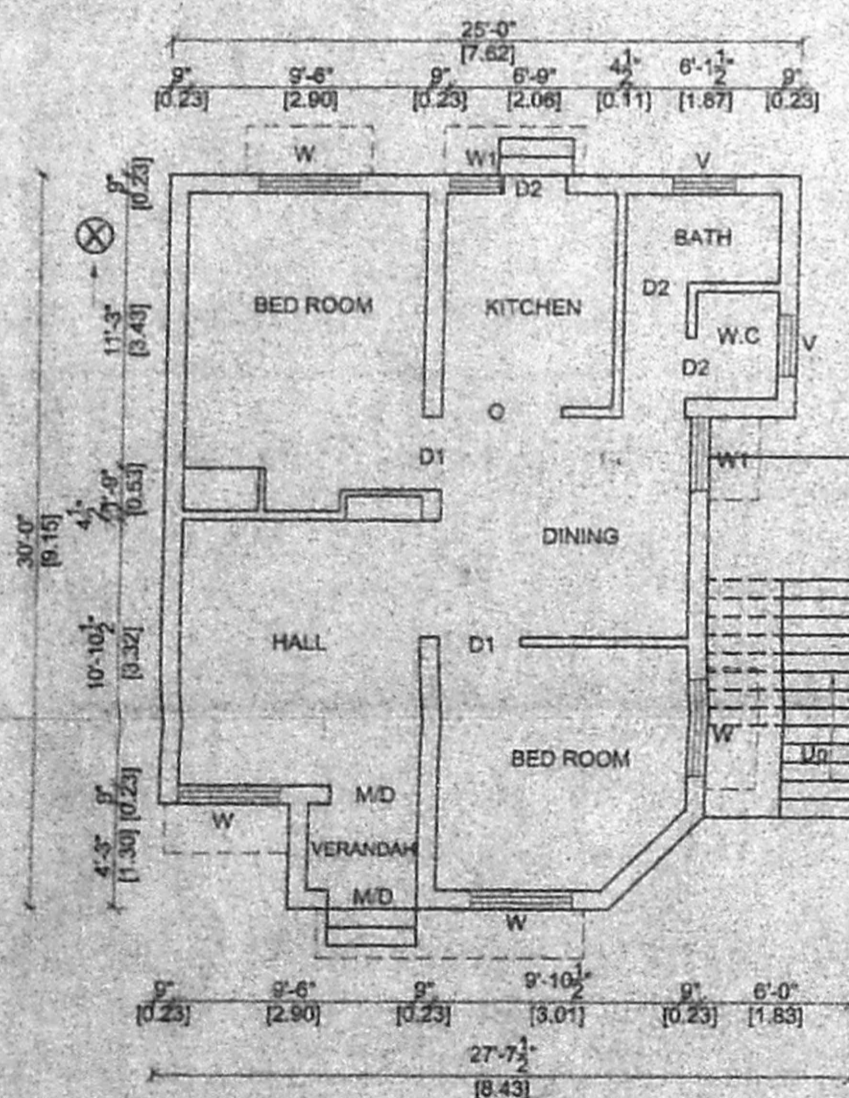 25'-0"
[7.62]
9" 9'-6" 9" 6'-9" 4½" 6'-1½" 9"
[0.23] [2.90] [0.23] [2.06] [0.11] [1.87] [0.23]
W W1 D2 V
9"
[0.23]
BATH
BED ROOM KITCHEN D2
11'-3"
[3.43]
W.C V
D2
D1 W1
1'-9"
[0.53]
4½"
30'-0"
[9.15]
DINING
HALL D1
10'-10½"
[3.32]
W
BED ROOM Up
9"
[0.23]
M/D
W
VERANDAH
4'-3"
[1.30]
M/D
W
9" 9'-6" 9" 9'-10½" 9" 6'-0"
[0.23] [2.90] [0.23] [3.01] [0.23] [1.83]
27'-7½"
[8.43]